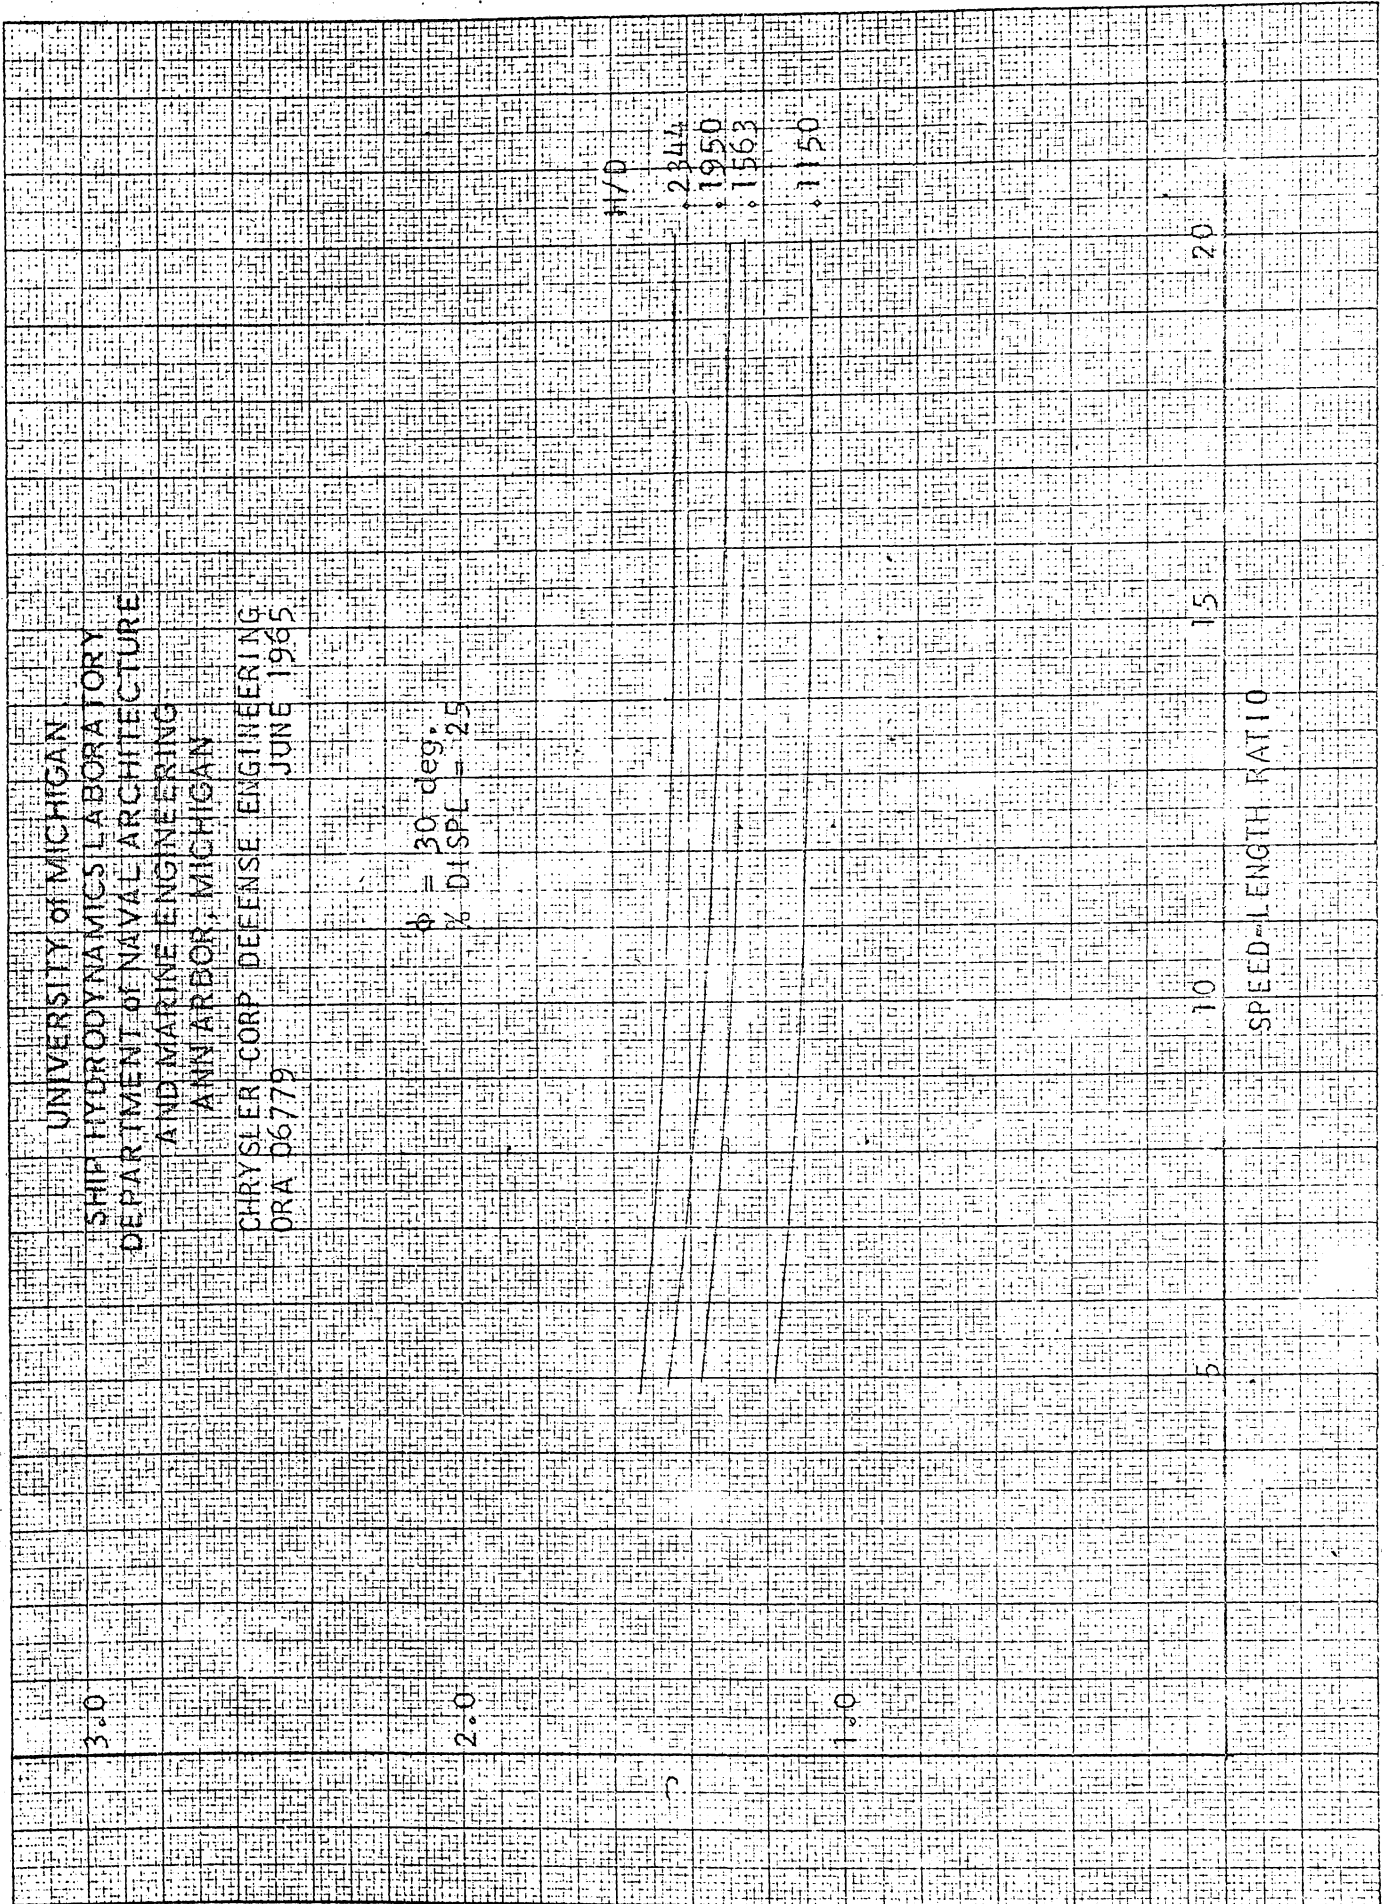 UNIVERSITY of MICHIGAN
SHIP HYDRODYNAMICS LABORATORY
DEPARTMENT of NAVAL ARCHITECTURE
AND MARINE ENGINEERING
ANN ARBOR, MICHIGAN
CHRYSLER CORP DEFENSE ENGINEERING
ORA 06779 JUNE 1965
ϕ = 30 deg.
% DISPL = 25
H/D
.2344
.1950
.1563
.1150
3.0
2.0
1.0
C
5
10
15
20
SPEED-LENGTH RATIO